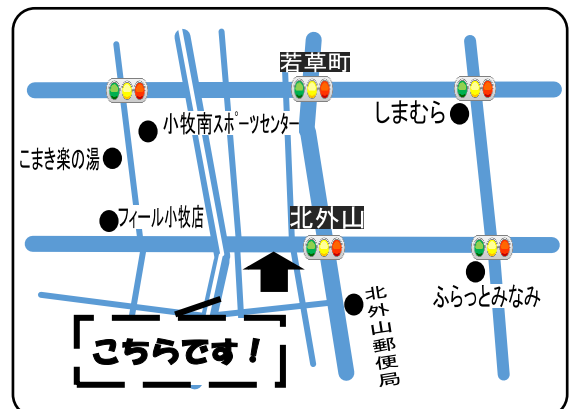 若草町
しまむら
小牧南スポーツセンター
こまき楽の湯
フィール小牧店
北外山
ふらっとみなみ
北外山郵便局
こちらです！